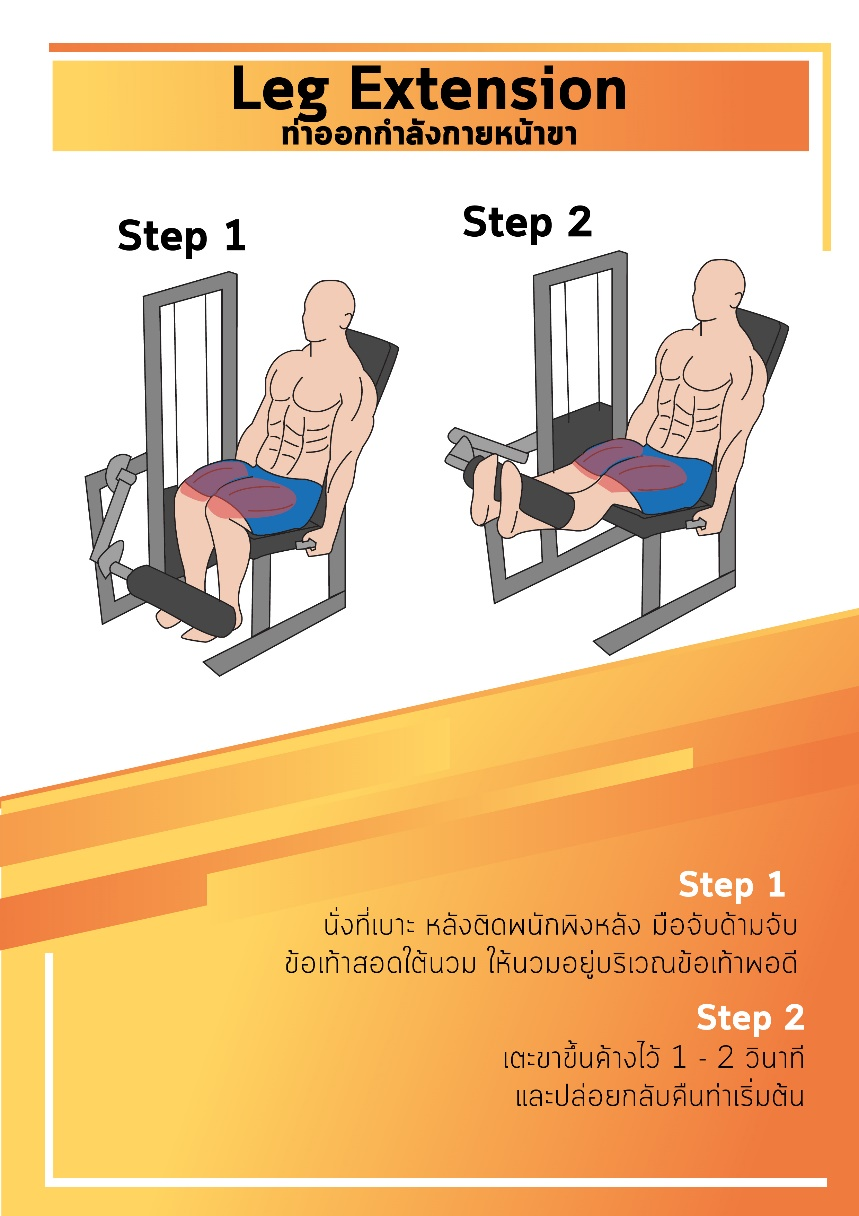 Leg Extension
ท่าออกกำลังกายหน้าขา
Step 1
Step 2
Step 1
นั่งที่เบาะ หลังติดพนักพิงหลัง มือจับด้ามจับ
ข้อเท้าสอดใต้นวม ให้นวมอยู่บริเวณข้อเท้าพอดี
Step 2
เตะขาขึ้นค้างไว้ 1 - 2 วินาที
และปล่อยกลับคืนท่าเริ่มต้น